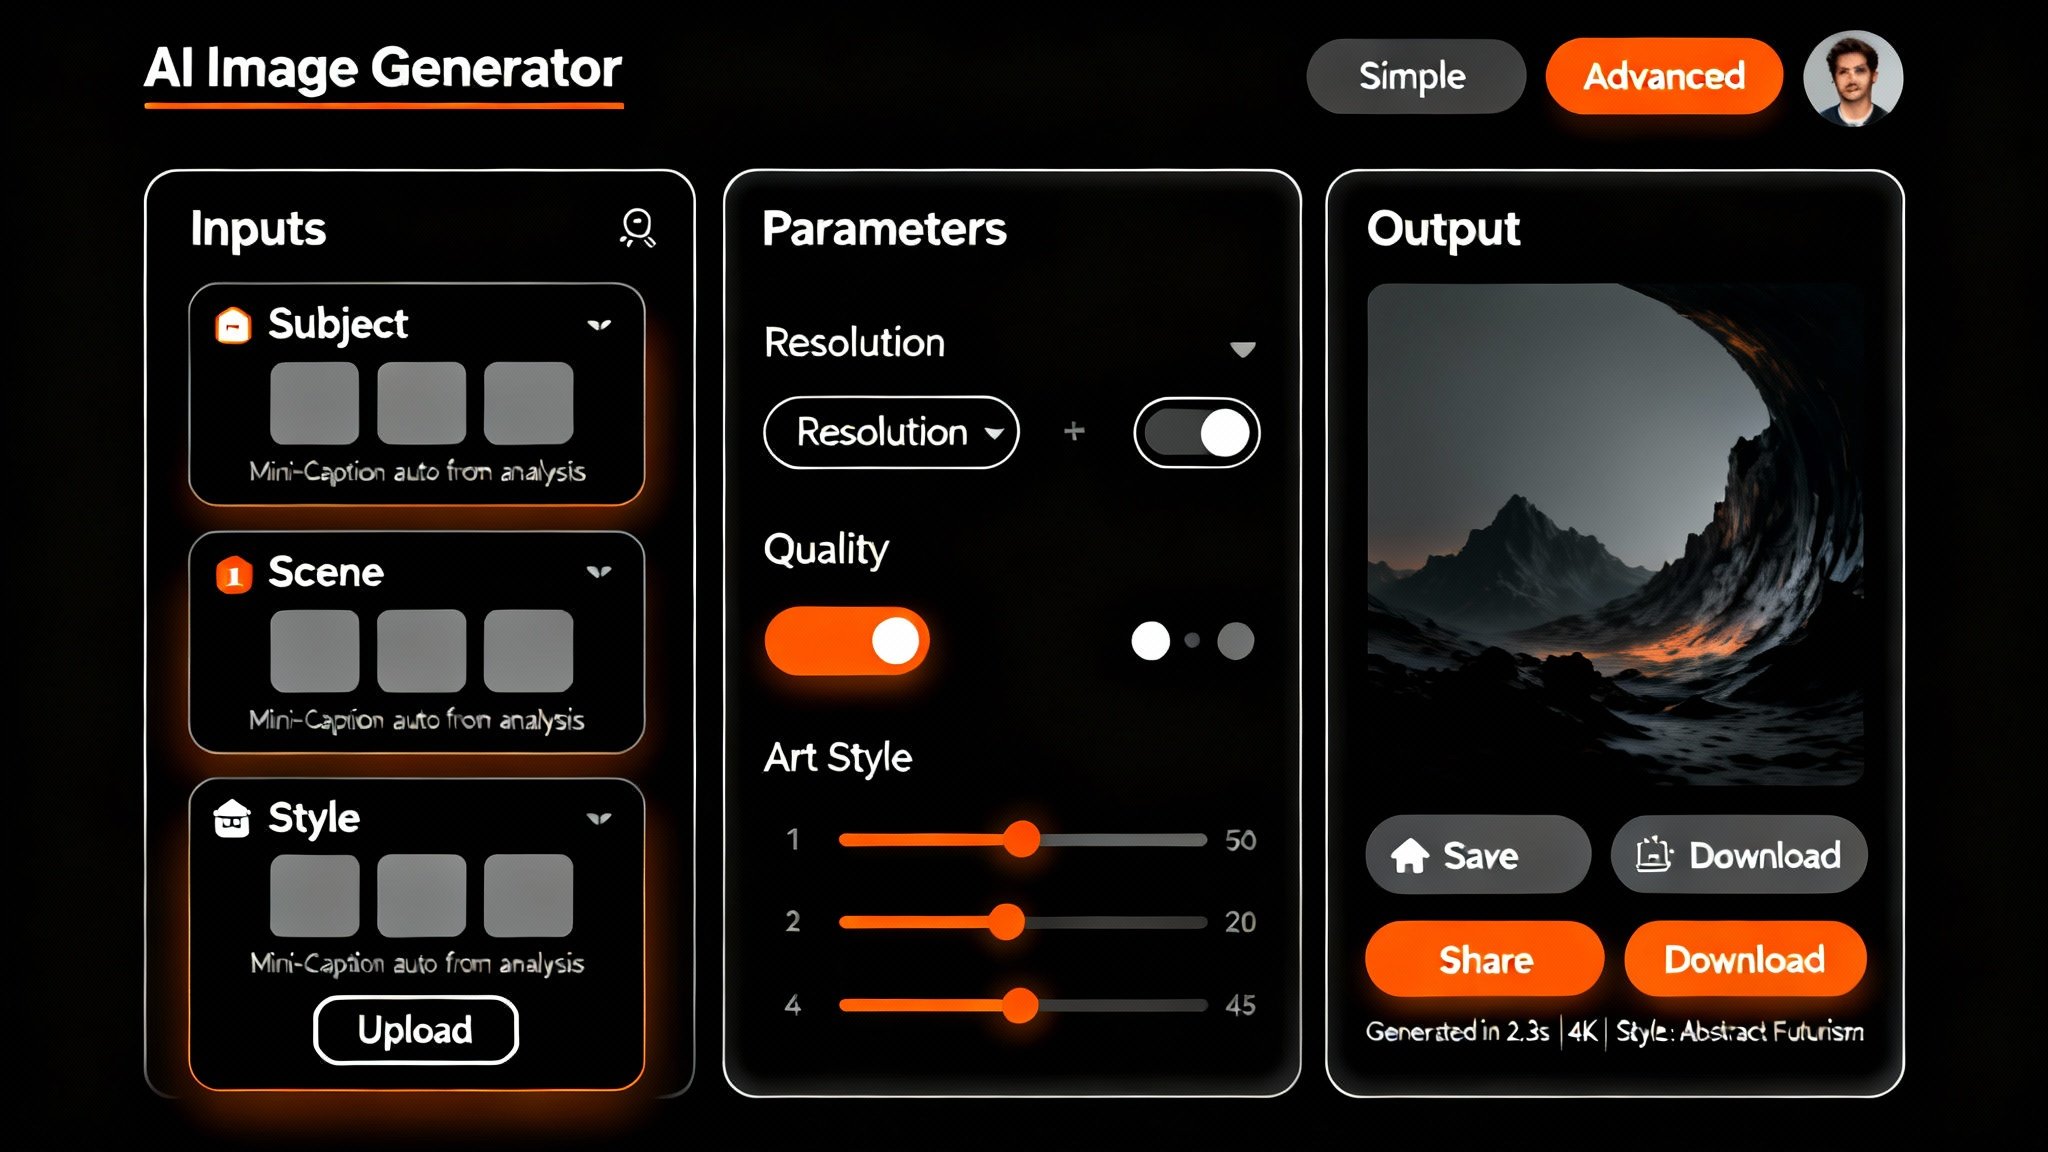 AI Image Generator
Simple
Advanced
Inputs
Subject
Mini-Caption auto from analysis
1 Scene
Mini-Caption auto fron analysis
Style
Mini-Caption auto from analysis
Upload
Parameters
Resolution
Resolution
+
Quality
Art Style
1 50
2 20
4 45
Output
Save
Download
Share
Download
Generated in 2.3s | 4K | Style: Abstract Futurism